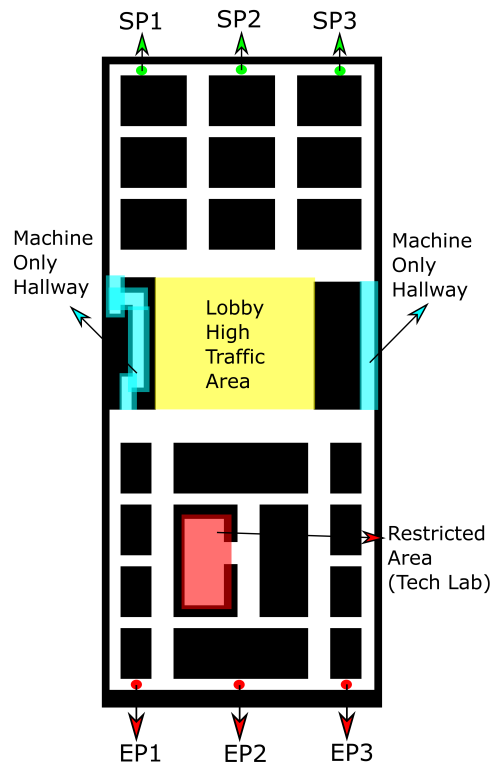 SP1 SP2 SP3
Machine
Only
Hallway
Lobby
High
Traffic
Area
Machine
Only
Hallway
Restricted
Area
(Tech Lab)
EP1 EP2 EP3